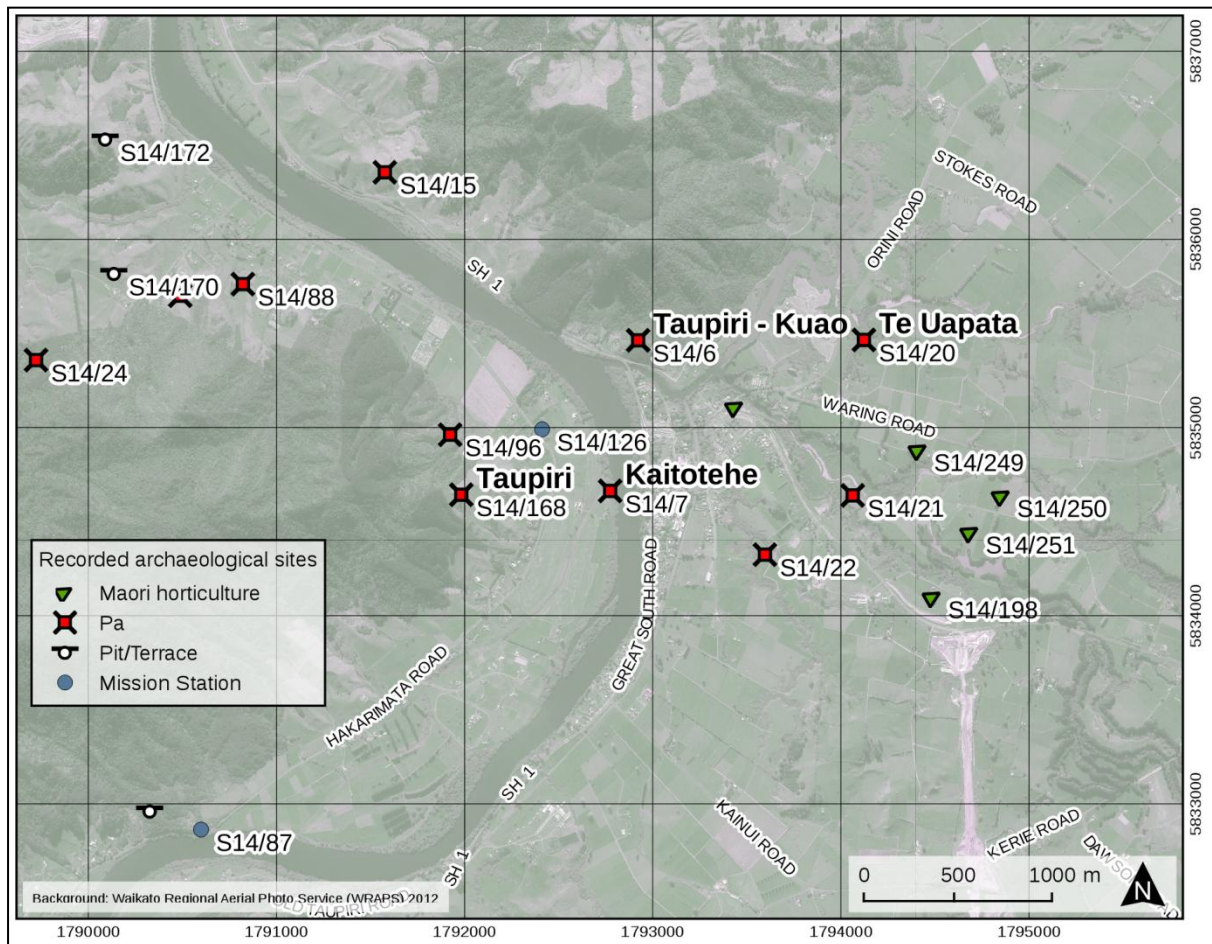 5837000
S14/172
STOKES ROAD
S14/15
ORINI ROAD
5836000
SH 1
S14/170
S14/88
Taupiri - Kuao
S14/6
Te Uapata
S14/20
S14/24
WARING ROAD
5835000
S14/96
S14/126
S14/249
Taupiri
S14/168
Kaitotehe
S14/7
S14/21
S14/250
S14/251
S14/22
S14/198
Recorded archaeological sites
Maori horticulture
Pa
Pit/Terrace
Mission Station
5834000
GREAT SOUTH ROAD
HAKARIMATA ROAD
SH 1
5833000
S14/87
KAINUI ROAD
KERIE ROAD
SH 1
0 500 1000 m
N
Background: Waikato Regional Aerial Photo Service (WRAPS) 2012
OLD TAUPIRI ROAD
1790000 1791000 1792000 1793000 1794000 1795000